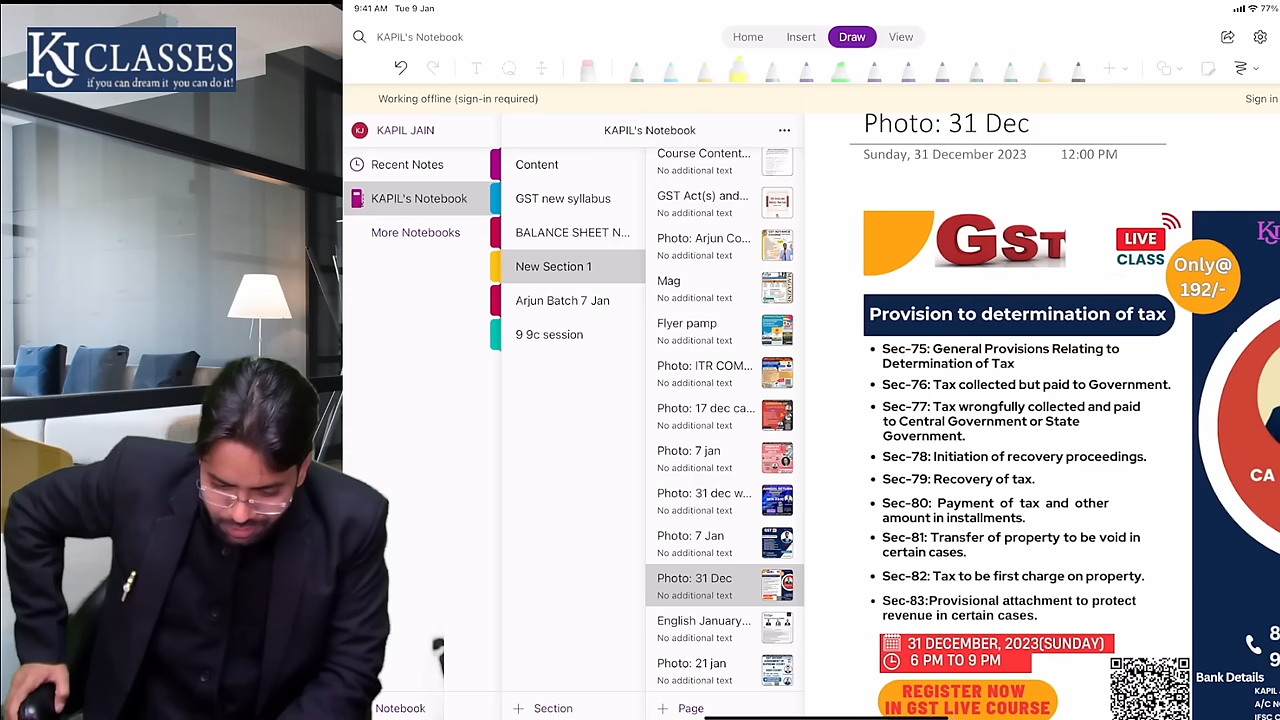 KJ CLASSES
if you can dream it you can do it!
9:41 AM Tue 9 Jan
77%
KAPIL's Notebook
Home
Insert
Draw
View
Working offline (sign-in required)
Sign in
KJ
KAPIL JAIN
Recent Notes
KAPIL's Notebook
More Notebooks
Notebook
Content
GST new syllabus
BALANCE SHEET N...
New Section 1
Arjun Batch 7 Jan
9 9c session
Section
KAPIL's Notebook
Course Content...
No additional text
GST Act(s) and...
No additional text
Photo: Arjun Co...
No additional text
Mag
No additional text
Flyer pamp
No additional text
Photo: ITR COM...
No additional text
Photo: 17 dec ca...
No additional text
Photo: 7 jan
No additional text
Photo: 31 dec w...
No additional text
Photo: 7 Jan
No additional text
Photo: 31 Dec
No additional text
English January...
No additional text
Photo: 21 jan
No additional text
Page
Photo: 31 Dec
Sunday, 31 December 2023 12:00 PM
GST
LIVE
CLASS
Only@
192/-
Provision to determination of tax
• Sec-75: General Provisions Relating to
Determination of Tax
• Sec-76: Tax collected but paid to Government.
• Sec-77: Tax wrongfully collected and paid
to Central Government or State
Government.
• Sec-78: Initiation of recovery proceedings.
• Sec-79: Recovery of tax.
• Sec-80: Payment of tax and other
amount in installments.
• Sec-81: Transfer of property to be void in
certain cases.
• Sec-82: Tax to be first charge on property.
• Sec-83:Provisional attachment to protect
revenue in certain cases.
31 DECEMBER, 2023(SUNDAY)
6 PM TO 9 PM
REGISTER NOW
IN GST LIVE COURSE
KJ
CA
8
9
Bank Details
KAPIL
A/C N